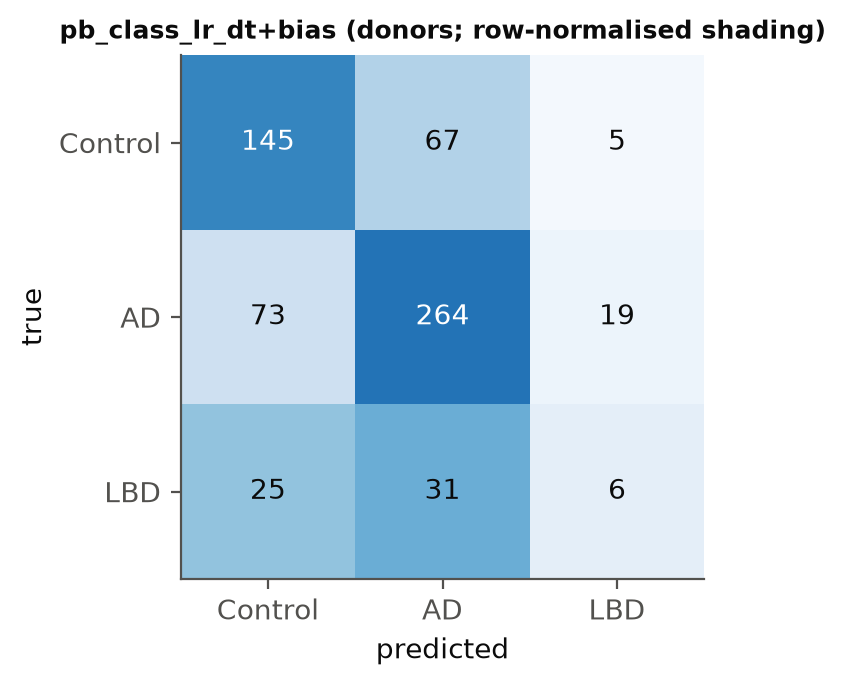 pb_class_lr_dt+bias (donors; row-normalised shading)
Control 145 67 5
AD 73 264 19
LBD 25 31 6
Control AD LBD
predicted
true